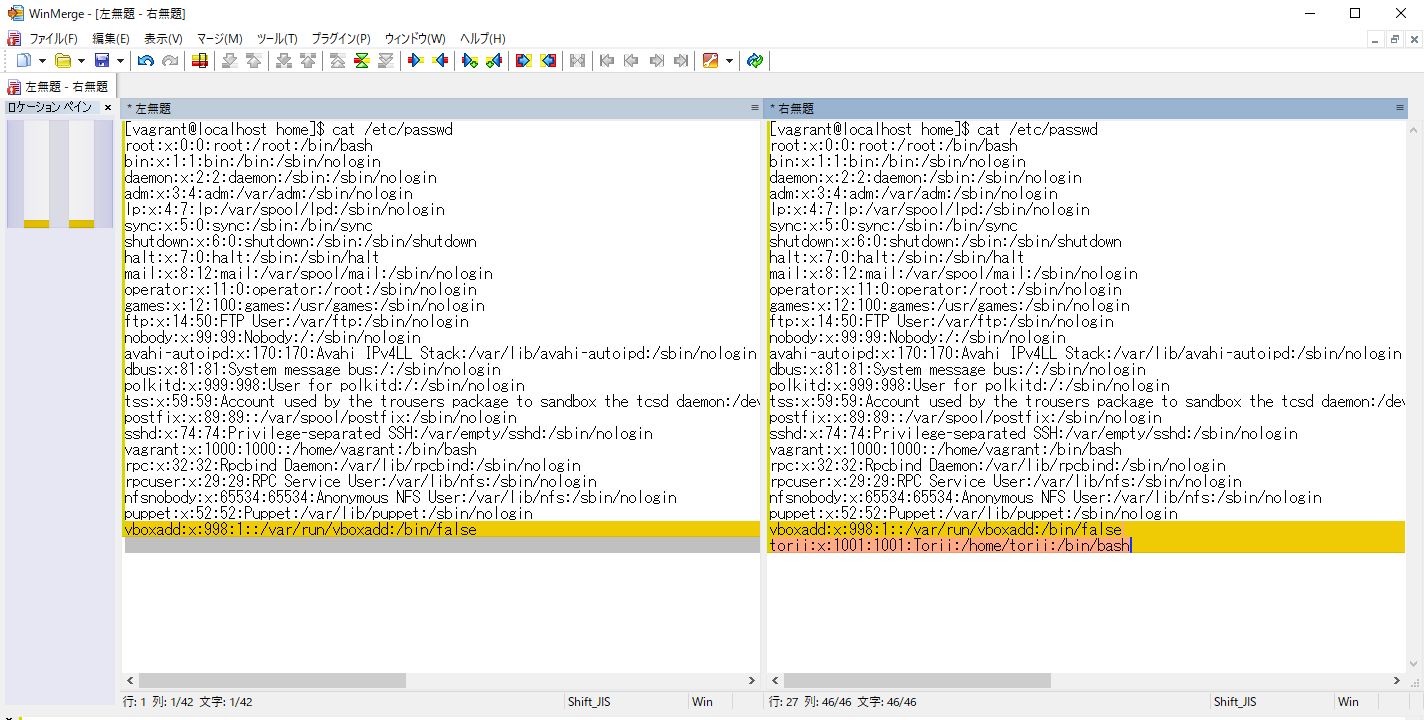 WinMerge - [左無題 - 右無題]
ファイル(F) 編集(E) 表示(V) マージ(M) ツール(T) プラグイン(P) ウィンドウ(W) ヘルプ(H)
左無題 - 右無題
ロケーション ペイン ×
* 左無題
[vagrant@localhost home]$ cat /etc/passwd
root:x:0:0:root:/root:/bin/bash
bin:x:1:1:bin:/bin:/sbin/nologin
daemon:x:2:2:daemon:/sbin:/sbin/nologin
adm:x:3:4:adm:/var/adm:/sbin/nologin
lp:x:4:7:lp:/var/spool/lpd:/sbin/nologin
sync:x:5:0:sync:/sbin:/bin/sync
shutdown:x:6:0:shutdown:/sbin:/sbin/shutdown
halt:x:7:0:halt:/sbin:/sbin/halt
mail:x:8:12:mail:/var/spool/mail:/sbin/nologin
operator:x:11:0:operator:/root:/sbin/nologin
games:x:12:100:games:/usr/games:/sbin/nologin
ftp:x:14:50:FTP User:/var/ftp:/sbin/nologin
nobody:x:99:99:Nobody:/:/sbin/nologin
avahi-autoipd:x:170:170:Avahi IPv4LL Stack:/var/lib/avahi-autoipd:/sbin/nologin
dbus:x:81:81:System message bus:/:/sbin/nologin
polkitd:x:999:998:User for polkitd:/:/sbin/nologin
tss:x:59:59:Account used by the trousers package to sandbox the tcsd daemon:/dev
postfix:x:89:89::/var/spool/postfix:/sbin/nologin
sshd:x:74:74:Privilege-separated SSH:/var/empty/sshd:/sbin/nologin
vagrant:x:1000:1000::/home/vagrant:/bin/bash
rpc:x:32:32:Rpcbind Daemon:/var/lib/rpcbind:/sbin/nologin
rpcuser:x:29:29:RPC Service User:/var/lib/nfs:/sbin/nologin
nfsnobody:x:65534:65534:Anonymous NFS User:/var/lib/nfs:/sbin/nologin
puppet:x:52:52:Puppet:/var/lib/puppet:/sbin/nologin
vboxadd:x:998:1::/var/run/vboxadd:/bin/false
行: 1 列: 1/42 文字: 1/42 Shift_JIS Win
* 右無題
[vagrant@localhost home]$ cat /etc/passwd
root:x:0:0:root:/root:/bin/bash
bin:x:1:1:bin:/bin:/sbin/nologin
daemon:x:2:2:daemon:/sbin:/sbin/nologin
adm:x:3:4:adm:/var/adm:/sbin/nologin
lp:x:4:7:lp:/var/spool/lpd:/sbin/nologin
sync:x:5:0:sync:/sbin:/bin/sync
shutdown:x:6:0:shutdown:/sbin:/sbin/shutdown
halt:x:7:0:halt:/sbin:/sbin/halt
mail:x:8:12:mail:/var/spool/mail:/sbin/nologin
operator:x:11:0:operator:/root:/sbin/nologin
games:x:12:100:games:/usr/games:/sbin/nologin
ftp:x:14:50:FTP User:/var/ftp:/sbin/nologin
nobody:x:99:99:Nobody:/:/sbin/nologin
avahi-autoipd:x:170:170:Avahi IPv4LL Stack:/var/lib/avahi-autoipd:/sbin/nologin
dbus:x:81:81:System message bus:/:/sbin/nologin
polkitd:x:999:998:User for polkitd:/:/sbin/nologin
tss:x:59:59:Account used by the trousers package to sandbox the tcsd daemon:/dev
postfix:x:89:89::/var/spool/postfix:/sbin/nologin
sshd:x:74:74:Privilege-separated SSH:/var/empty/sshd:/sbin/nologin
vagrant:x:1000:1000::/home/vagrant:/bin/bash
rpc:x:32:32:Rpcbind Daemon:/var/lib/rpcbind:/sbin/nologin
rpcuser:x:29:29:RPC Service User:/var/lib/nfs:/sbin/nologin
nfsnobody:x:65534:65534:Anonymous NFS User:/var/lib/nfs:/sbin/nologin
puppet:x:52:52:Puppet:/var/lib/puppet:/sbin/nologin
vboxadd:x:998:1::/var/run/vboxadd:/bin/false
torii:x:1001:1001:Torii:/home/torii:/bin/bash
行: 27 列: 46/46 文字: 46/46 Shift_JIS Win